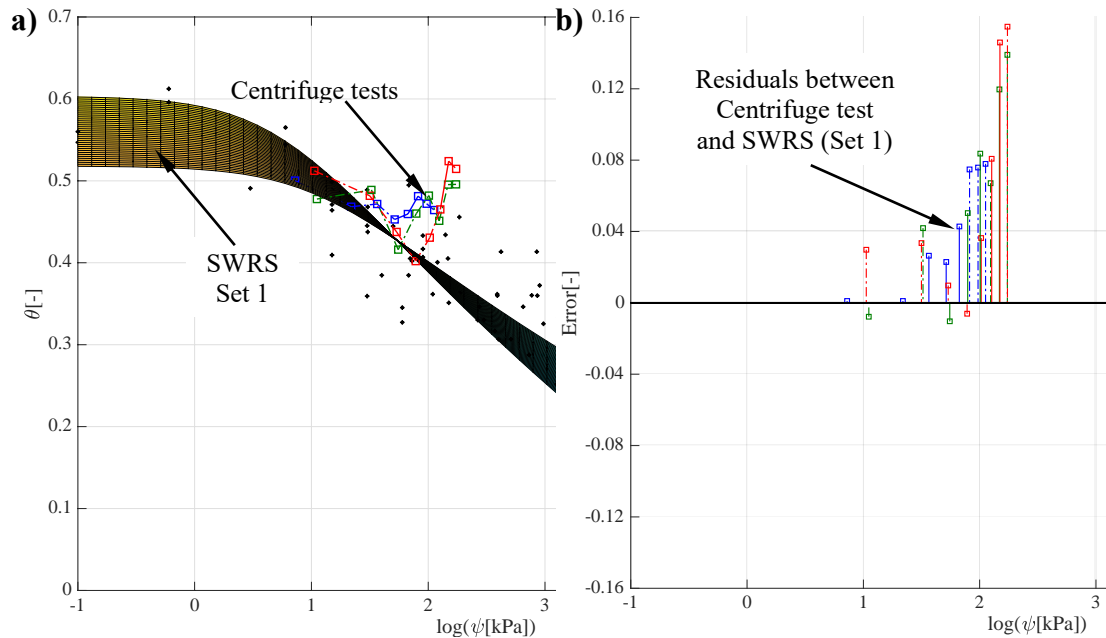 a)
0.7
0.6
0.5
0.4
0.3
0.2
0.1
0
θ[-]
-1
0
1
2
3
log(ψ[kPa]
Centrifuge tests
SWRS
Set 1
b)
0.16
0.12
0.08
0.04
0
-0.04
-0.08
-0.12
-0.16
Error[-]
-1
0
1
2
3
log(ψ[kPa]
Residuals between
Centrifuge test
and SWRS (Set 1)